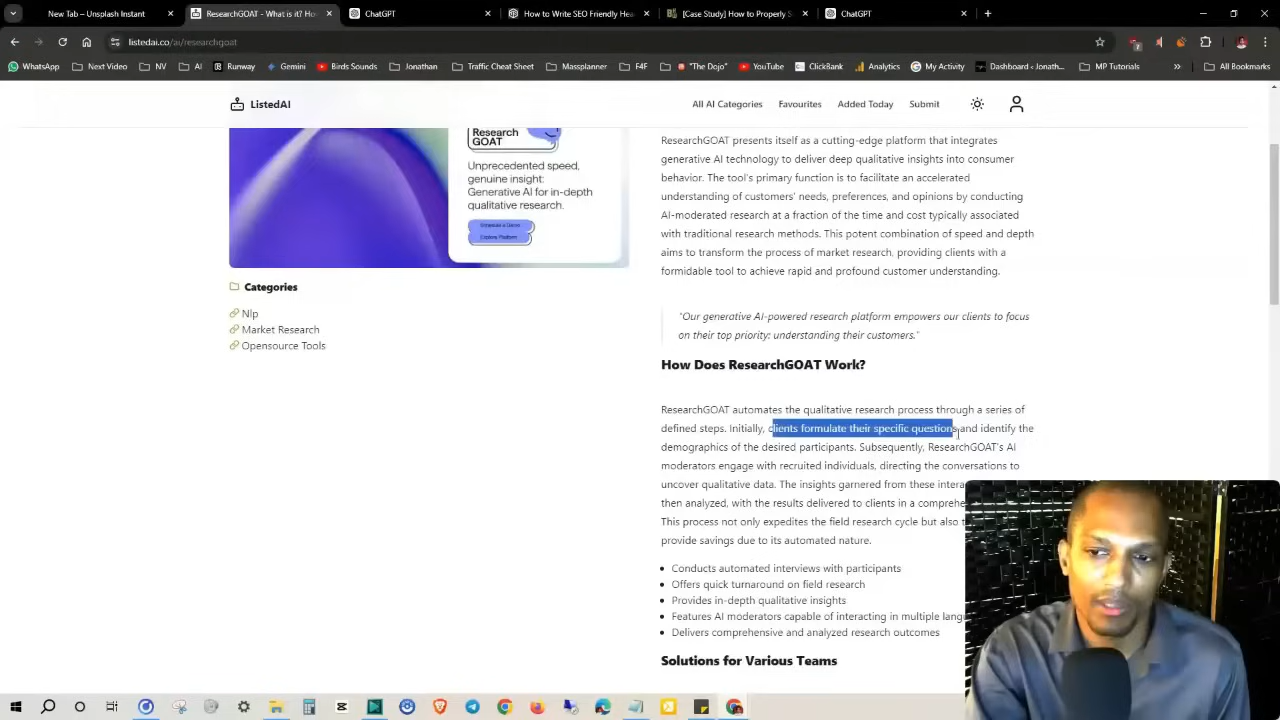 New Tab – Unsplash Instant
ResearchGOAT - What is it? Ho
ChatGPT
How to Write SEO Friendly Hea
[Case Study] How to Properly S
ChatGPT
listedai.co/ai/researchgoat
WhatsApp
Next Video
NV
AI
Runway
Gemini
Birds Sounds
Jonathan
Traffic Cheat Sheet
Massplanner
F4F
"The Dojo"
YouTube
ClickBank
Analytics
My Activity
Dashboard ‹ Jonath...
MP Tutorials
All Bookmarks
ListedAI
All AI Categories
Favourites
Added Today
Submit
Research
GOAT
Unprecedented speed,
genuine insight:
Generative AI for in-depth
qualitative research.
Explore Platform
Categories
Nlp
Market Research
Opensource Tools
ResearchGOAT presents itself as a cutting-edge platform that integrates
generative AI technology to deliver deep qualitative insights into consumer
behavior. The tool's primary function is to facilitate an accelerated
understanding of customers' needs, preferences, and opinions by conducting
AI-moderated research at a fraction of the time and cost typically associated
with traditional research methods. This potent combination of speed and depth
aims to transform the process of market research, providing clients with a
formidable tool to achieve rapid and profound customer understanding.
"Our generative AI-powered research platform empowers our clients to focus
on their top priority: understanding their customers."
How Does ResearchGOAT Work?
ResearchGOAT automates the qualitative research process through a series of
defined steps. Initially, clients formulate their specific questions and identify the
demographics of the desired participants. Subsequently, ResearchGOAT's AI
moderators engage with recruited individuals, directing the conversations to
uncover qualitative data. The insights garnered from these intera
then analyzed, with the results delivered to clients in a comprehe
This process not only expedites the field research cycle but also t
provide savings due to its automated nature.
Conducts automated interviews with participants
Offers quick turnaround on field research
Provides in-depth qualitative insights
Features AI moderators capable of interacting in multiple lang
Delivers comprehensive and analyzed research outcomes
Solutions for Various Teams